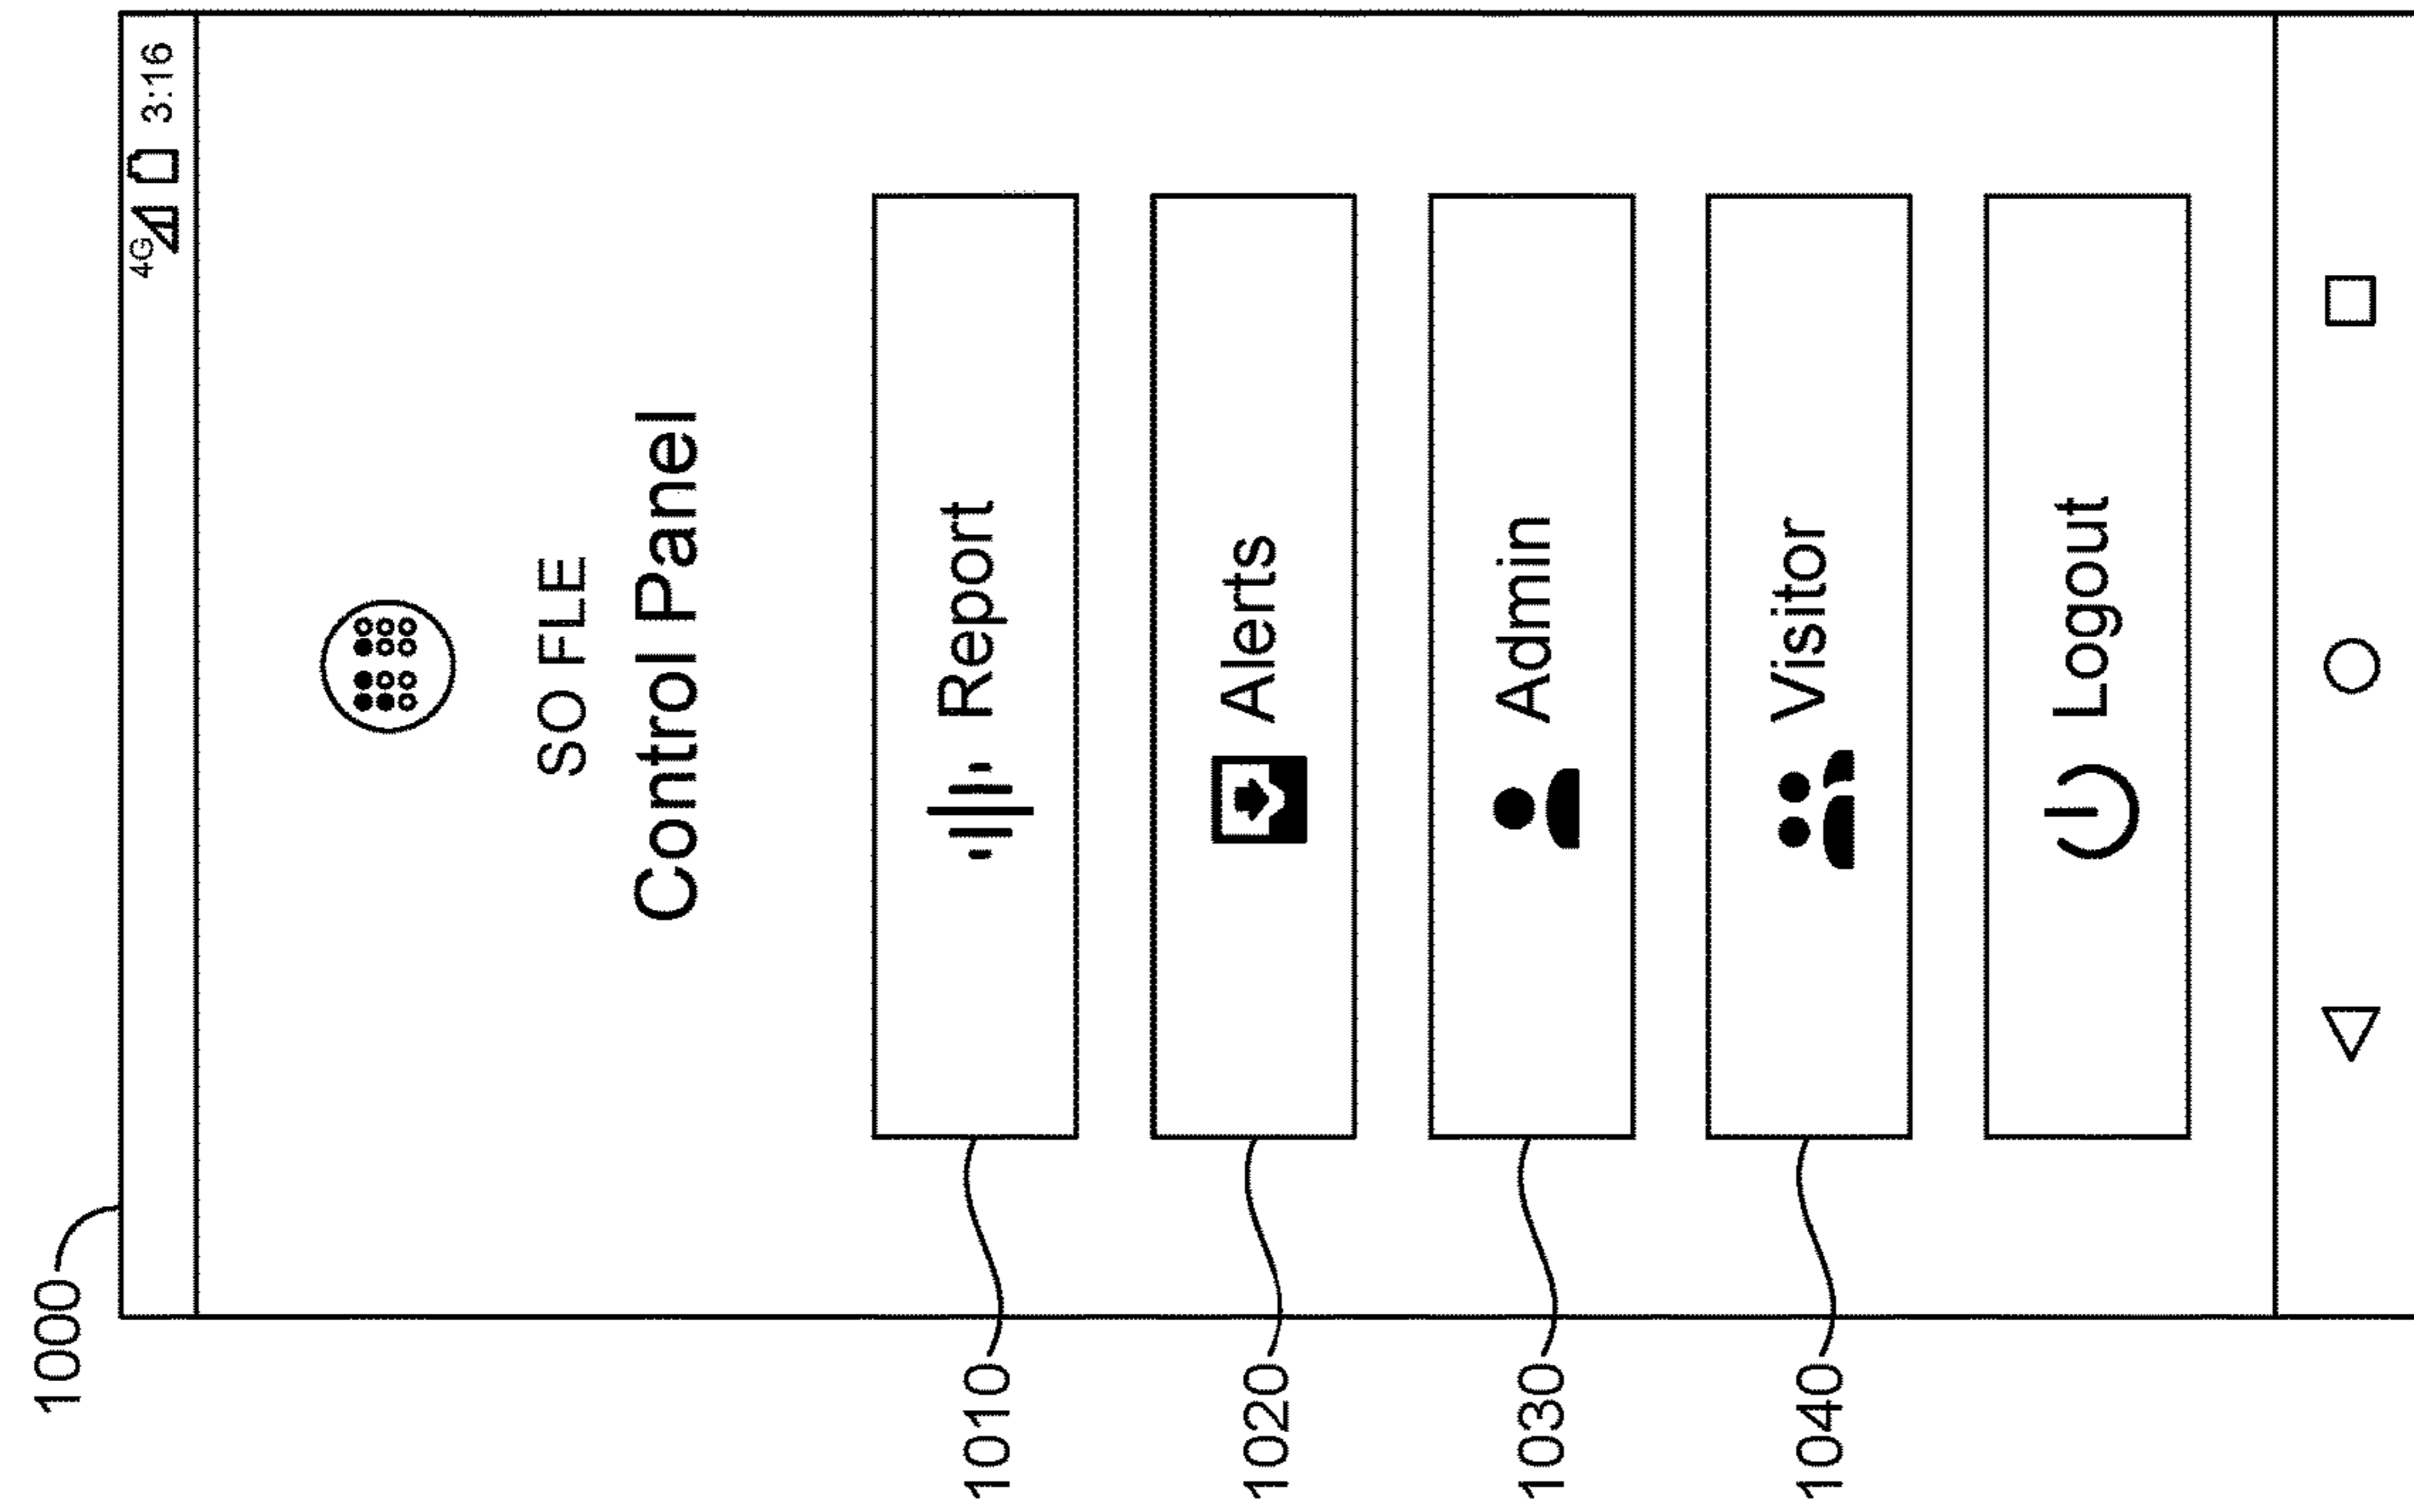 1000
4G 3:16
SO FLE
Control Panel
1010 Report
1020 Alerts
1030 Admin
1040 Visitor
Logout